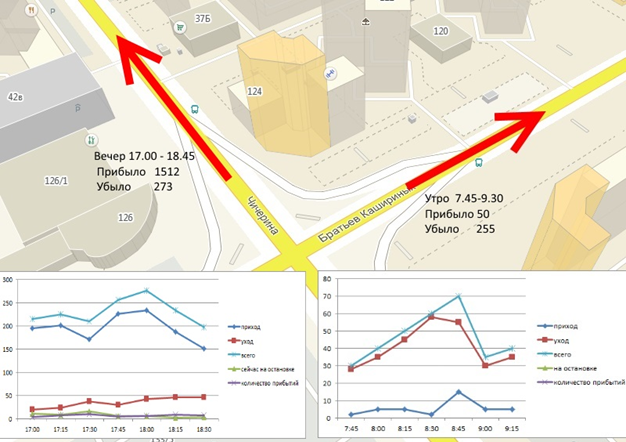 37Б
120
124
42в
126/1
126
Вечер 17.00 - 18.45
Прибыло 1512
Убыло 273
Утро 7.45-9.30
Прибыло 50
Убыло 255
Чичерина
Братьев Кашириных
300
250
200
150
100
50
0
17:00 17:15 17:30 17:45 18:00 18:15 18:30
приход
уход
всего
сейчас на остановке
количество прибытий
80
70
60
50
40
30
20
10
0
7:45 8:00 8:15 8:30 8:45 9:00 9:15
приход
уход
всего
на остановке
количество прибытий